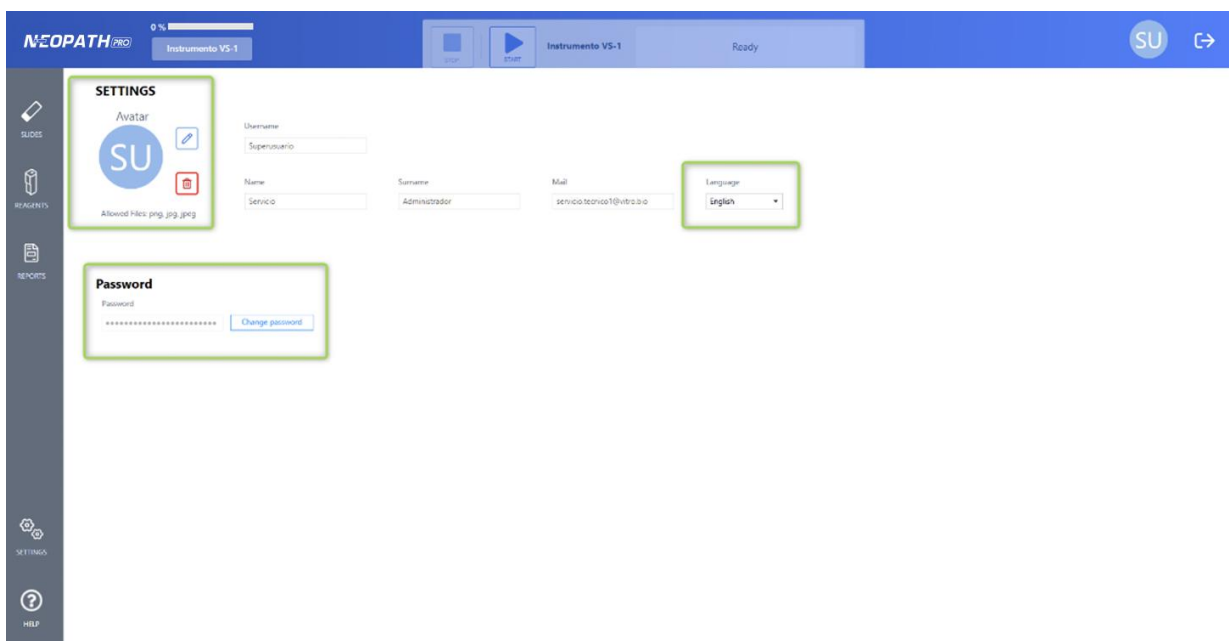 NEOPATH PRO
0 %
Instrumento VS-1
STOP
START
Instrumento VS-1
Ready
SU
SLIDES
REAGENTS
REPORTS
SETTINGS
HELP
SETTINGS
Avatar
SU
Allowed Files: png, jpg, jpeg
Username
Superusuario
Name
Servicio
Surname
Administrador
Mail
servicio.tecnico1@vitro.bio
Language
English
Password
Password
Change password